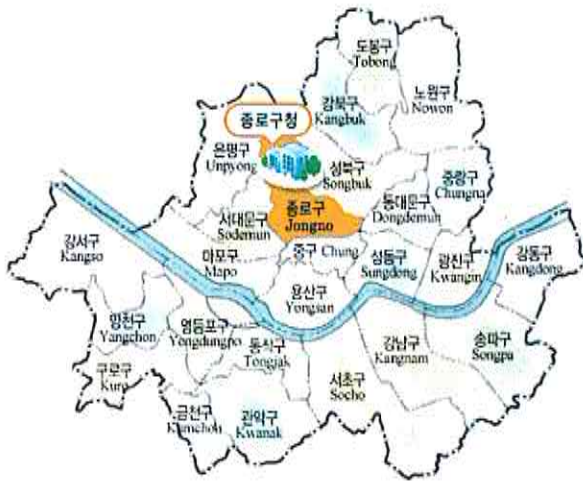 도봉구
Tobong
노원구
Nowon
강북구
Kangbuk
종로구청
은평구
Unpyong
성북구
Songbuk
중랑구
Chungna
동대문구
Dongdemun
종로구
Jongno
서대문구
Sodemun
강서구
Kangso
마포구
Mapo
중구 Chung
성동구
Sungdong
광진구
Kwangin
강동구
Kangdong
용산구
Yongsan
양천구
Yangchon
영등포구
Yongdungpo
동작구
Tongjak
강남구
Kangnam
송파구
Songpa
구로구
Kuro
서초구
Socho
금천구
Kumchon
관악구
Kwanak